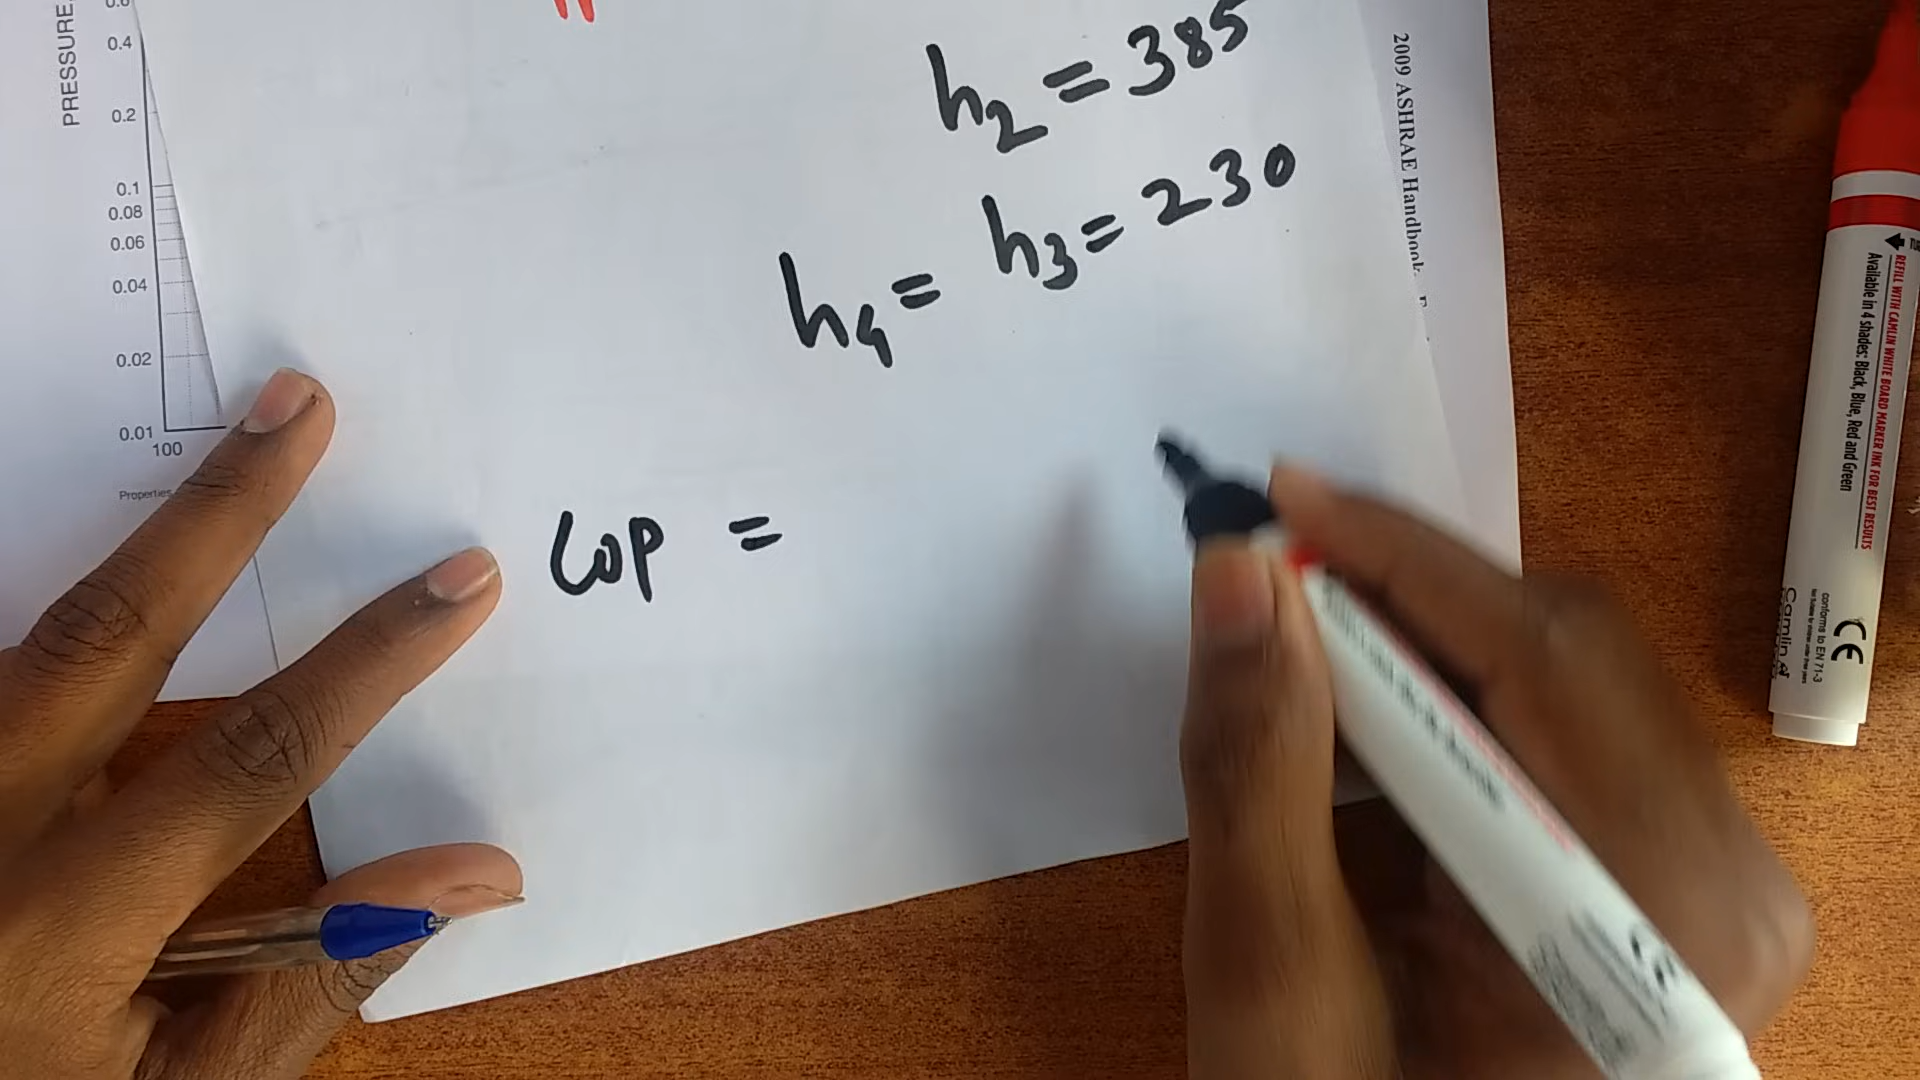 PRESSURE,
0.4
0.2
0.1
0.08
0.06
0.04
0.02
0.01
100
Properties
h2 = 385
h4 = h3 = 230
COP =
2009 ASHRAE Handbook
REFILL WITH CAMLIN WHITE BOARD MARKER INK FOR BEST RESULTS
Available in 4 shades: Black, Blue, Red and Green
CE
conforms to EN 71-3
Camlin